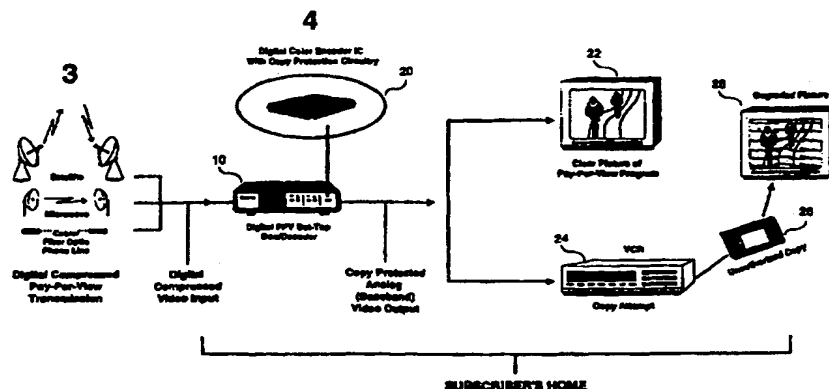 4
Digital Color Encoder IC
With Copy Protection Circuitry
20
3
Satellite
Microwave
Cable/
Fiber Optic
Phone Line
Digital Compressed
Pay-Per-View
Transmission
Digital
Compressed
Video Input
10
Digital PPV Set-Top
Box/Decoder
Copy Protected
Analog
(Baseband)
Video Output
22
Clear Picture of
Pay-Per-View Program
28
Degraded Picture
26
Unauthorized Copy
24
VCR
Copy Attempt
SUBSCRIBER'S HOME